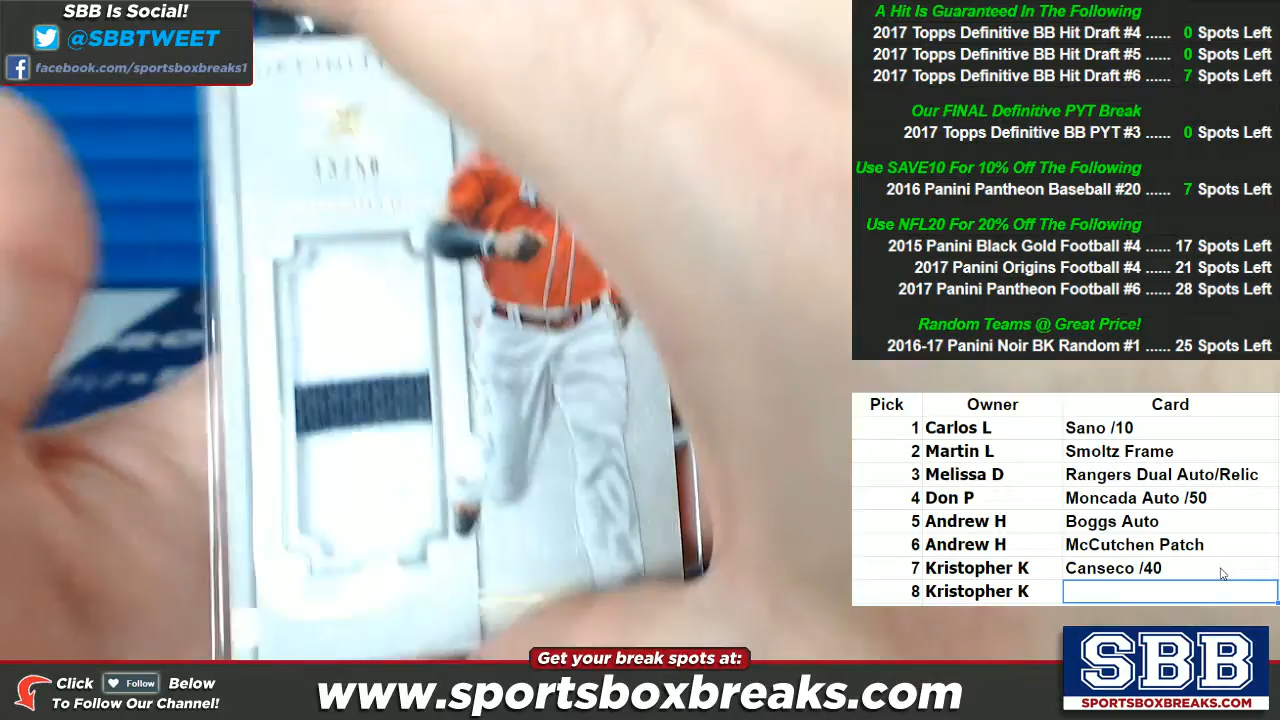 SBB Is Social!
@SBBTWEET
facebook.com/sportsboxbreaks1
A Hit Is Guaranteed In The Following
2017 Topps Definitive BB Hit Draft #4 ...... 0 Spots Left
2017 Topps Definitive BB Hit Draft #5 ...... 0 Spots Left
2017 Topps Definitive BB Hit Draft #6 ...... 7 Spots Left
Our FINAL Definitive PYT Break
2017 Topps Definitive BB PYT #3 ...... 0 Spots Left
Use SAVE10 For 10% Off The Following
2016 Panini Pantheon Baseball #20 ...... 7 Spots Left
Use NFL20 For 20% Off The Following
2015 Panini Black Gold Football #4 ...... 17 Spots Left
2017 Panini Origins Football #4 ...... 21 Spots Left
2017 Panini Pantheon Football #6 ...... 28 Spots Left
Random Teams @ Great Price!
2016-17 Panini Noir BK Random #1 ...... 25 Spots Left
Pick Owner Card
1 Carlos L Sano /10
2 Martin L Smoltz Frame
3 Melissa D Rangers Dual Auto/Relic
4 Don P Moncada Auto /50
5 Andrew H Boggs Auto
6 Andrew H McCutchen Patch
7 Kristopher K Canseco /40
8 Kristopher K
SBB
SPORTSBOXBREAKS.COM
Get your break spots at:
www.sportsboxbreaks.com
Click Follow Below
To Follow Our Channel!